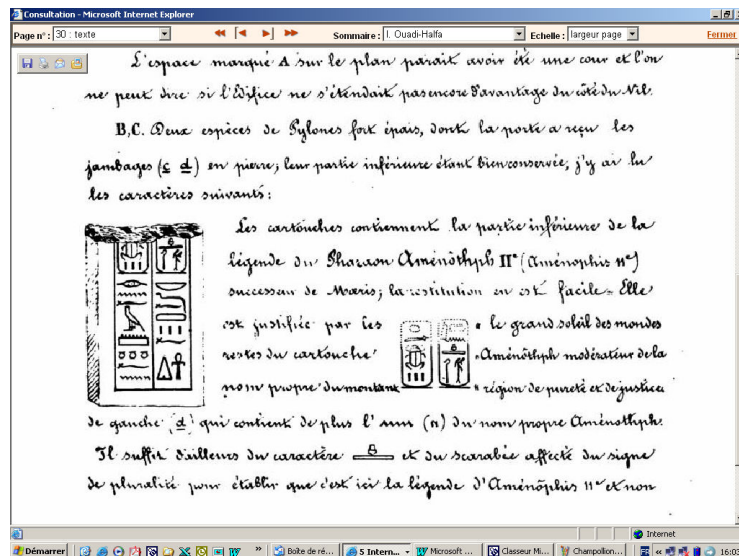 Consultation - Microsoft Internet Explorer
Page n° : 30 : texte Sommaire : I. Ouadi-Halfa Echelle : largeur page Fermer
L'espace marqué A sur le plan parait avoir été une cour et l'on
ne peut dire si l'Édifice ne s'étendait pas encore d'avantage du côté du Nil.
B,C. Deux espèces de Pylones fort épais, dont la porte a reçu les
jambages (c d) en pierre; leur partie inférieure étant bien conservée, j'y ai lu
les caractères suivants:
Les cartouches contiennent la partie inférieure de la
légende du Pharaon Aménôthph IIe (Aménophis IIe)
successeur de Mœris; la restitution en est facile. Elle
est justifiée par les
restes du cartouche
nom propre du montant
« le grand soleil des mondes
« Aménôthph modérateur de la
« région de pureté et de justice
de gauche (d) qui contient de plus l' (n) du nom propre Aménothph.
Il suffit d'ailleurs du caractère et du scarabée affecté du signe
de pluralité pour établir que c'est ici la légende d'Aménôphis IIe et non
Internet
Démarrer Boîte de ré... 5 Intern... Microsoft ... Classeur Mi... Champollion... 16:03